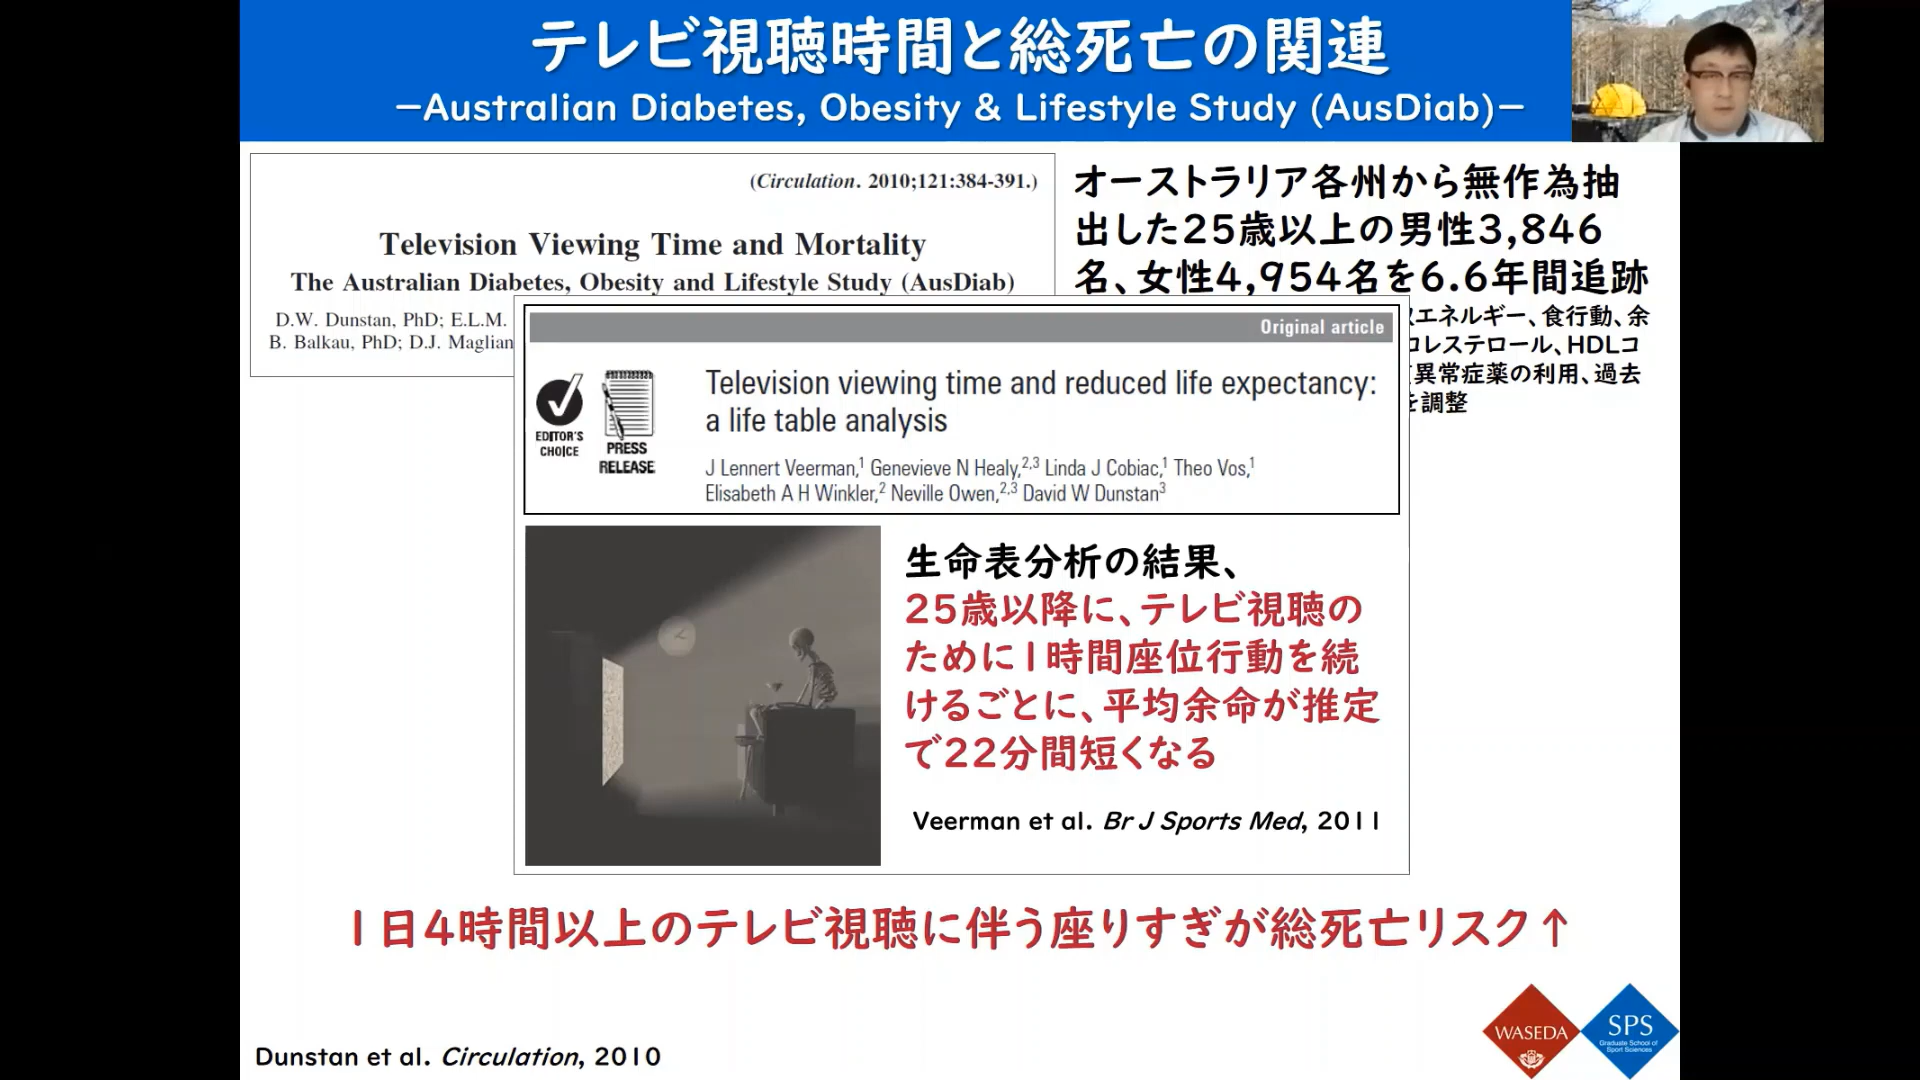 テレビ視聴時間と総死亡の関連
－Australian Diabetes, Obesity & Lifestyle Study (AusDiab)－
(Circulation. 2010;121:384-391.)
Television Viewing Time and Mortality
The Australian Diabetes, Obesity and Lifestyle Study (AusDiab)
D.W. Dunstan, PhD; E.L.M.
B. Balkau, PhD; D.J. Maglian
オーストラリア各州から無作為抽
出した25歳以上の男性3,846
名、女性4,954名を6.6年間追跡
エネルギー、食行動、余
コレステロール、HDLコ
異常症薬の利用、過去
を調整
Original article
EDITOR'S
CHOICE
PRESS
RELEASE
Television viewing time and reduced life expectancy:
a life table analysis
J Lennert Veerman,1 Genevieve N Healy,2,3 Linda J Cobiac,1 Theo Vos,1
Elisabeth A H Winkler,2 Neville Owen,2,3 David W Dunstan3
生命表分析の結果、
25歳以降に、テレビ視聴の
ために1時間座位行動を続
けるごとに、平均余命が推定
で22分間短くなる
Veerman et al. Br J Sports Med, 2011
1日4時間以上のテレビ視聴に伴う座りすぎが総死亡リスク↑
Dunstan et al. Circulation, 2010
WASEDA
SPS
Graduate School of
Sport Sciences